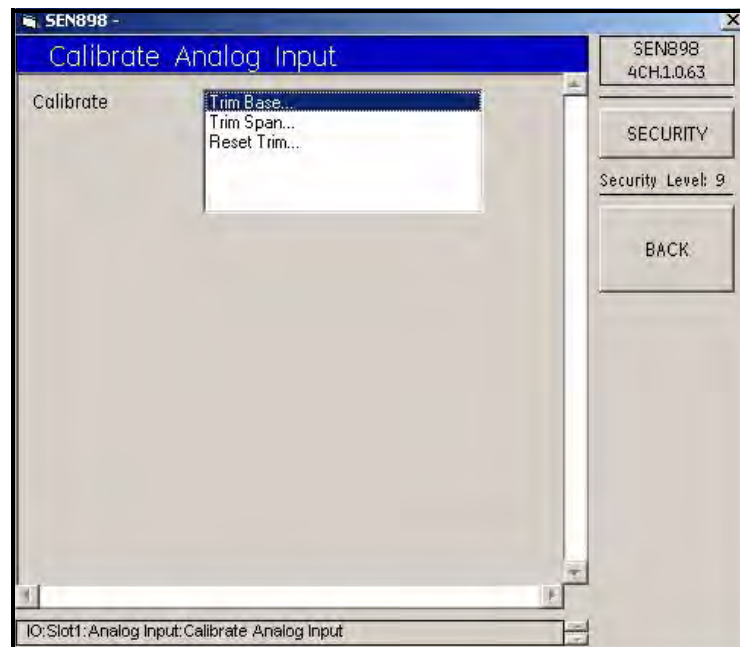 SEN898 -
Calibrate Analog Input
Calibrate
Trim Base...
Trim Span...
Reset Trim...
SEN898
4CH.1.0.63
SECURITY
Security Level: 9
BACK
IO:Slot1:Analog Input:Calibrate Analog Input